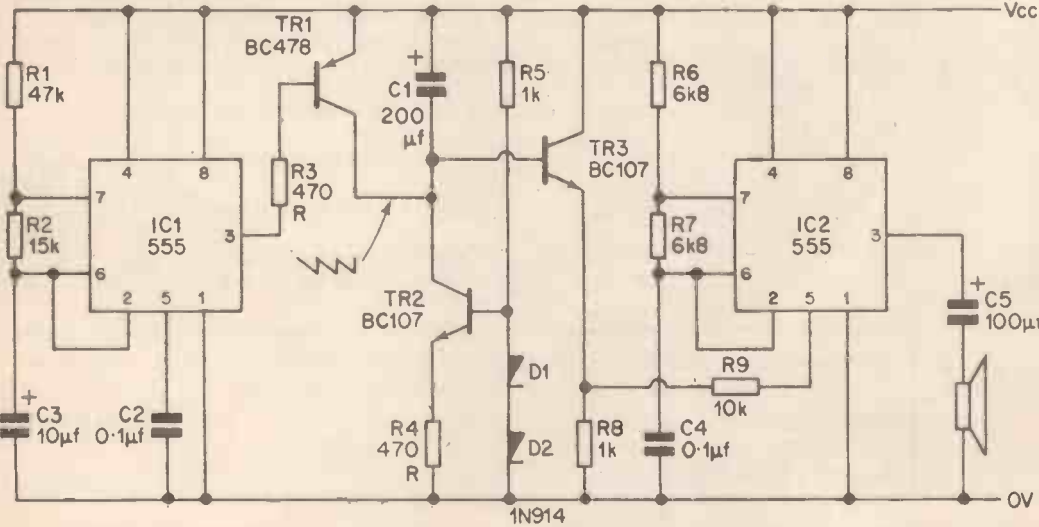 Vcc
R1
47k
TR1
BC478
C1
+
200
µf
R5
1k
R6
6k8
TR3
BC107
4
8
7
R3
470
R
4
8
7
R2
15k
IC1
555
3
R7
6k8
IC2
555
3
6
2
5
1
TR2
BC107
6
2
5
1
+
C5
100µf
D1
R9
10k
+
C3
10µf
C2
0·1µf
R4
470
R
D2
R8
1k
C4
0·1µf
1N914
0V